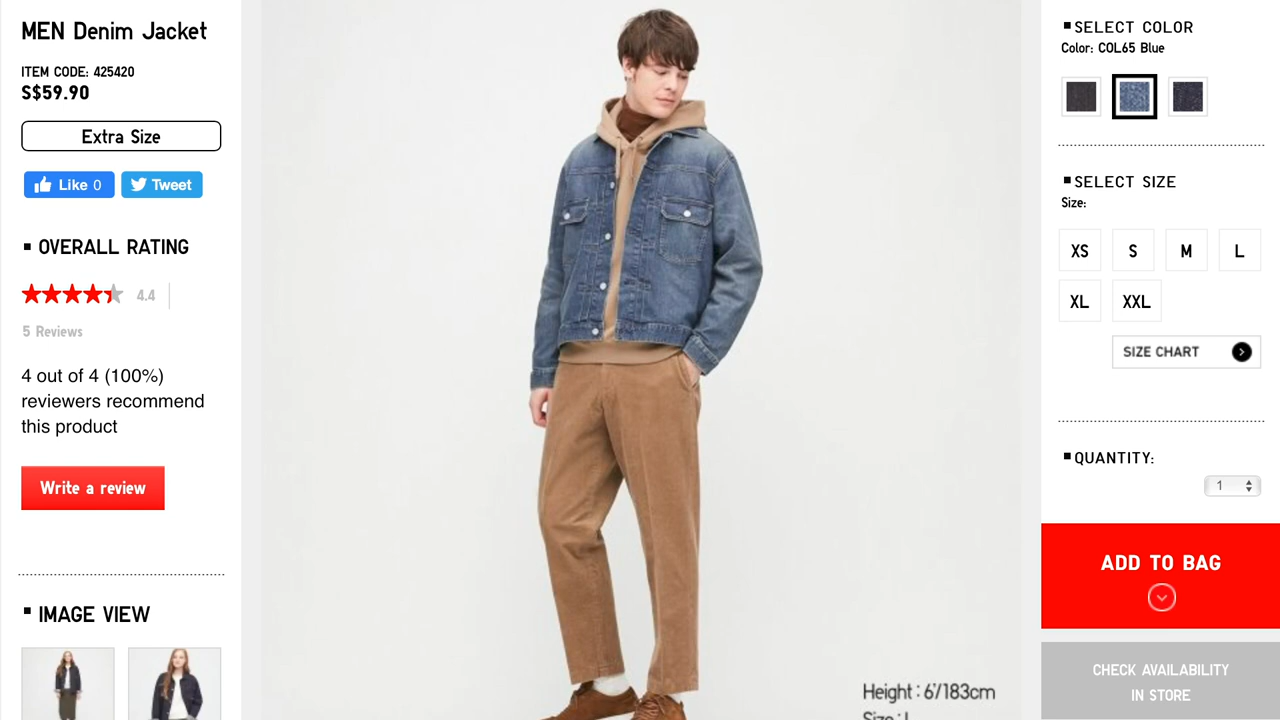 MEN Denim Jacket
ITEM CODE: 425420
S$59.90
Extra Size
Like 0
Tweet
OVERALL RATING
4.4
5 Reviews
4 out of 4 (100%)
reviewers recommend
this product
Write a review
IMAGE VIEW
Height : 6'/183cm
SELECT COLOR
Color: COL65 Blue
SELECT SIZE
Size:
XS S M L
XL XXL
SIZE CHART
QUANTITY:
1
ADD TO BAG
CHECK AVAILABILITY
IN STORE